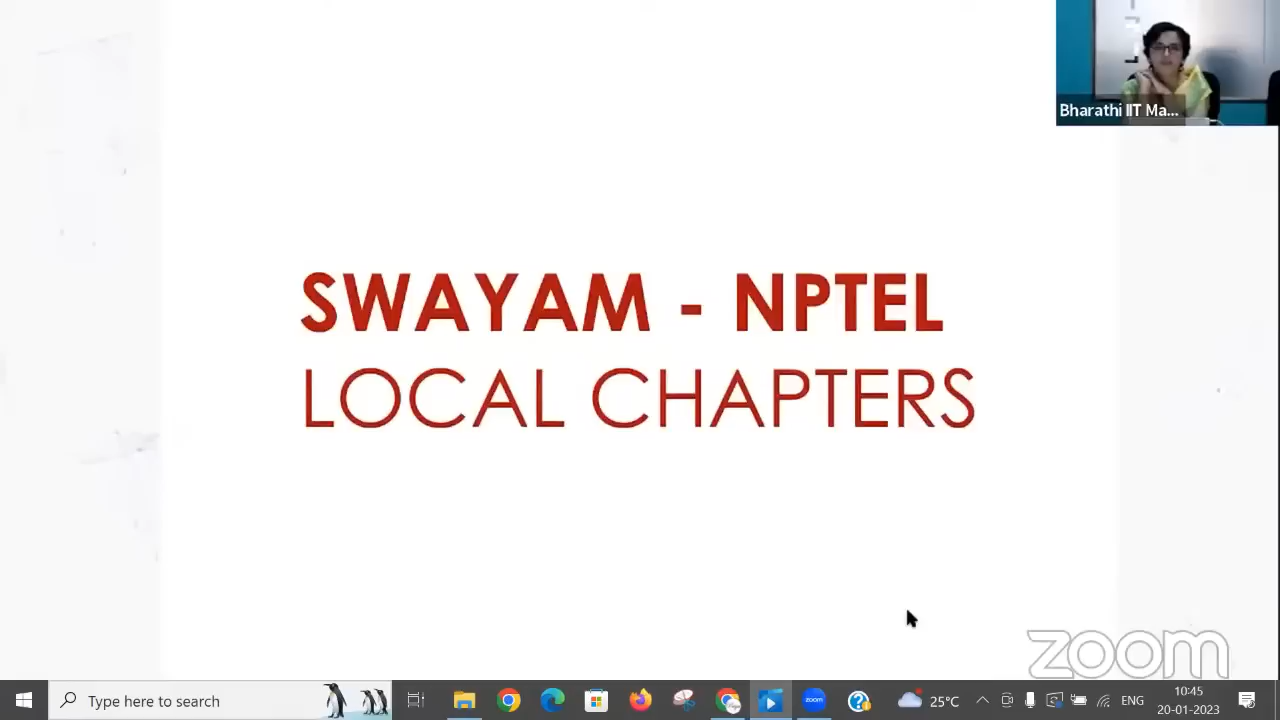 Bharathi IIT Ma...
SWAYAM - NPTEL
LOCAL CHAPTERS
zoom
Type here to search
zoom
25°C
ENG
10:45
20-01-2023